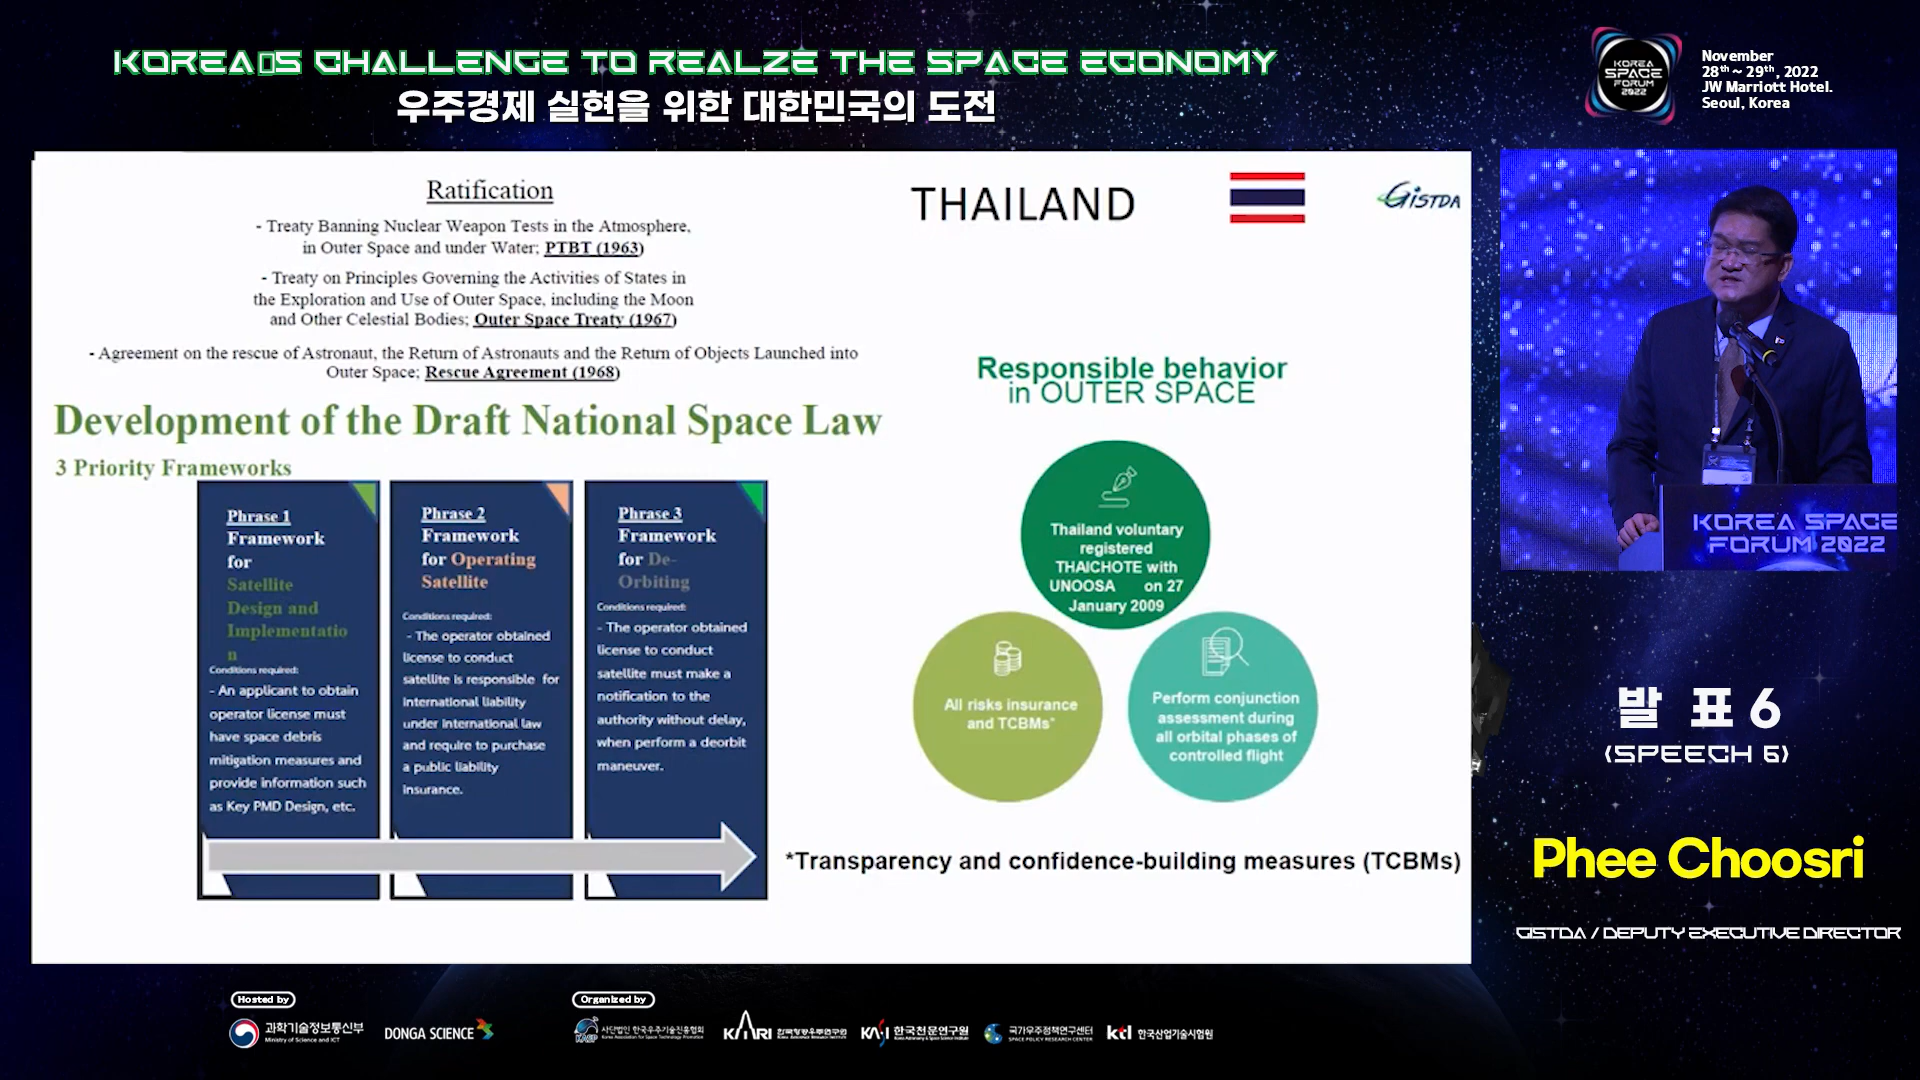 KOREA▯S CHALLENGE TO REALZE THE SPACE ECONOMY
우주경제 실현을 위한 대한민국의 도전
KOREA
SPACE
FORUM
2022
November
28th ~ 29th, 2022
JW Marriott Hotel.
Seoul, Korea
Ratification
- Treaty Banning Nuclear Weapon Tests in the Atmosphere,
in Outer Space and under Water; PTBT (1963)
- Treaty on Principles Governing the Activities of States in
the Exploration and Use of Outer Space, including the Moon
and Other Celestial Bodies; Outer Space Treaty (1967)
- Agreement on the rescue of Astronaut, the Return of Astronauts and the Return of Objects Launched into
Outer Space; Rescue Agreement (1968)
THAILAND
GISTDA
Development of the Draft National Space Law
3 Priority Frameworks
Phrase 1
Framework
for
Satellite
Design and
Implementatio
n
Conditions required:
- An applicant to obtain
operator license must
have space debris
mitigation measures and
provide information such
as Key PMD Design, etc.
Phrase 2
Framework
for Operating
Satellite
Conditions required:
- The operator obtained
license to conduct
satellite is responsible for
international liability
under international law
and require to purchase
a public liability
insurance.
Phrase 3
Framework
for De-
Orbiting
Conditions required:
- The operator obtained
license to conduct
satellite must make a
notification to the
authority without delay,
when perform a deorbit
maneuver.
Responsible behavior
in OUTER SPACE
Thailand voluntary
registered
THAICHOTE with
UNOOSA on 27
January 2009
All risks insurance
and TCBMs*
Perform conjunction
assessment during
all orbital phases of
controlled flight
*Transparency and confidence-building measures (TCBMs)
KOREA SPACE
FORUM 2022
발 표 6
(SPEECH 6)
Phee Choosri
GISTDA / DEPUTY EXECUTIVE DIRECTOR
Hosted by
과학기술정보통신부
Ministry of Science and ICT
DONGA SCIENCE
Organized by
KASP
사단법인 한국우주기술진흥협회
Korea Association for Space Technology Promotion
KARI 한국항공우주연구원
KASI 한국천문연구원
Korea Astronomy & Space Science Institute
국가우주정책연구센터
SPACE POLICY RESEARCH CENTER
ktl 한국산업기술시험원